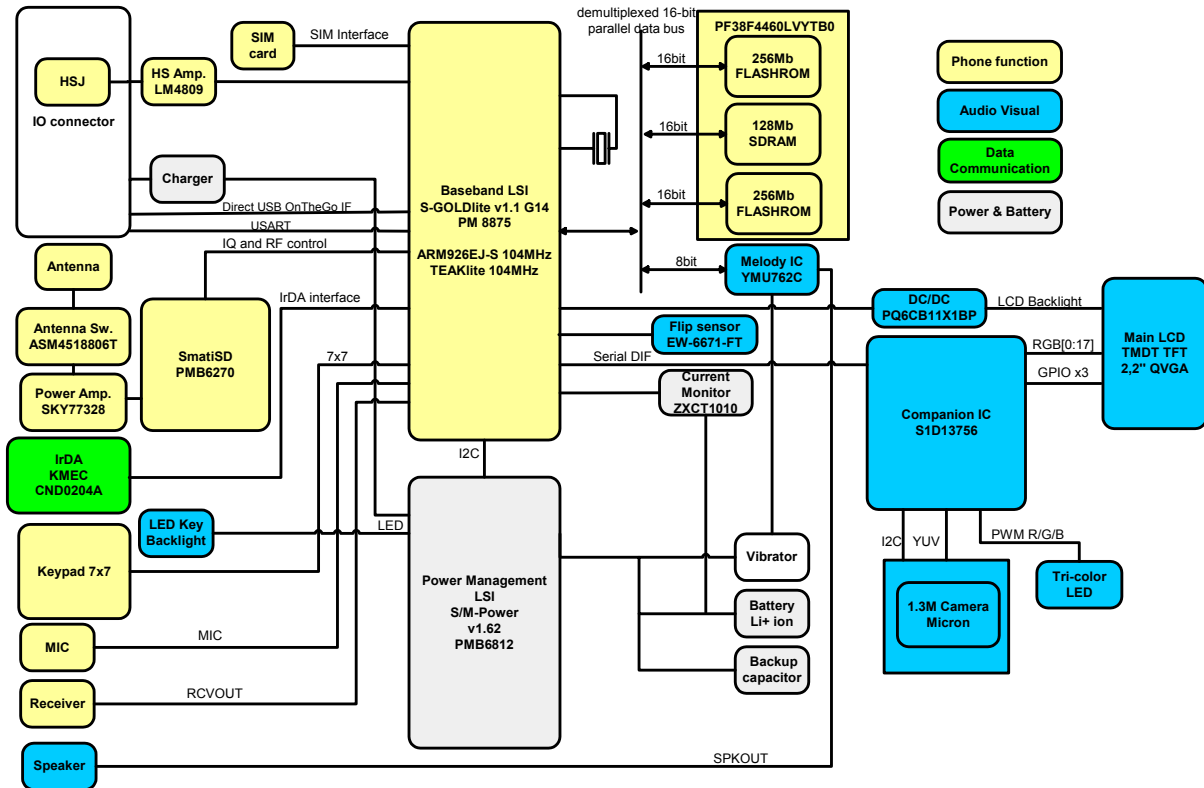 demultiplexed 16-bit
parallel data bus
PF38F4460LVYTB0
SIM
card
SIM Interface
HSJ
HS Amp.
LM4809
IO connector
16bit
256Mb
FLASHROM
16bit
128Mb
SDRAM
16bit
256Mb
FLASHROM
Phone function
Audio Visual
Data
Communication
Power & Battery
Charger
Direct USB OnTheGo IF
USART
IQ and RF control
Baseband LSI
S-GOLDlite v1.1 G14
PM 8875
ARM926EJ-S 104MHz
TEAKlite 104MHz
8bit
Melody IC
YMU762C
Antenna
IrDA interface
Antenna Sw.
ASM4518806T
SmatiSD
PMB6270
7x7
Power Amp.
SKY77328
DC/DC
PQ6CB11X1BP
LCD Backlight
Flip sensor
EW-6671-FT
Serial DIF
Current
Monitor
ZXCT1010
RGB[0:17]
GPIO x3
Main LCD
TMDT TFT
2,2'' QVGA
Companion IC
S1D13756
IrDA
KMEC
CND0204A
I2C
LED Key
Backlight
LED
Keypad 7x7
Power Management
LSI
S/M-Power
v1.62
PMB6812
Vibrator
Battery
Li+ ion
Backup
capacitor
I2C
YUV
PWM R/G/B
Tri-color
LED
1.3M Camera
Micron
MIC
MIC
Receiver
RCVOUT
Speaker
SPKOUT